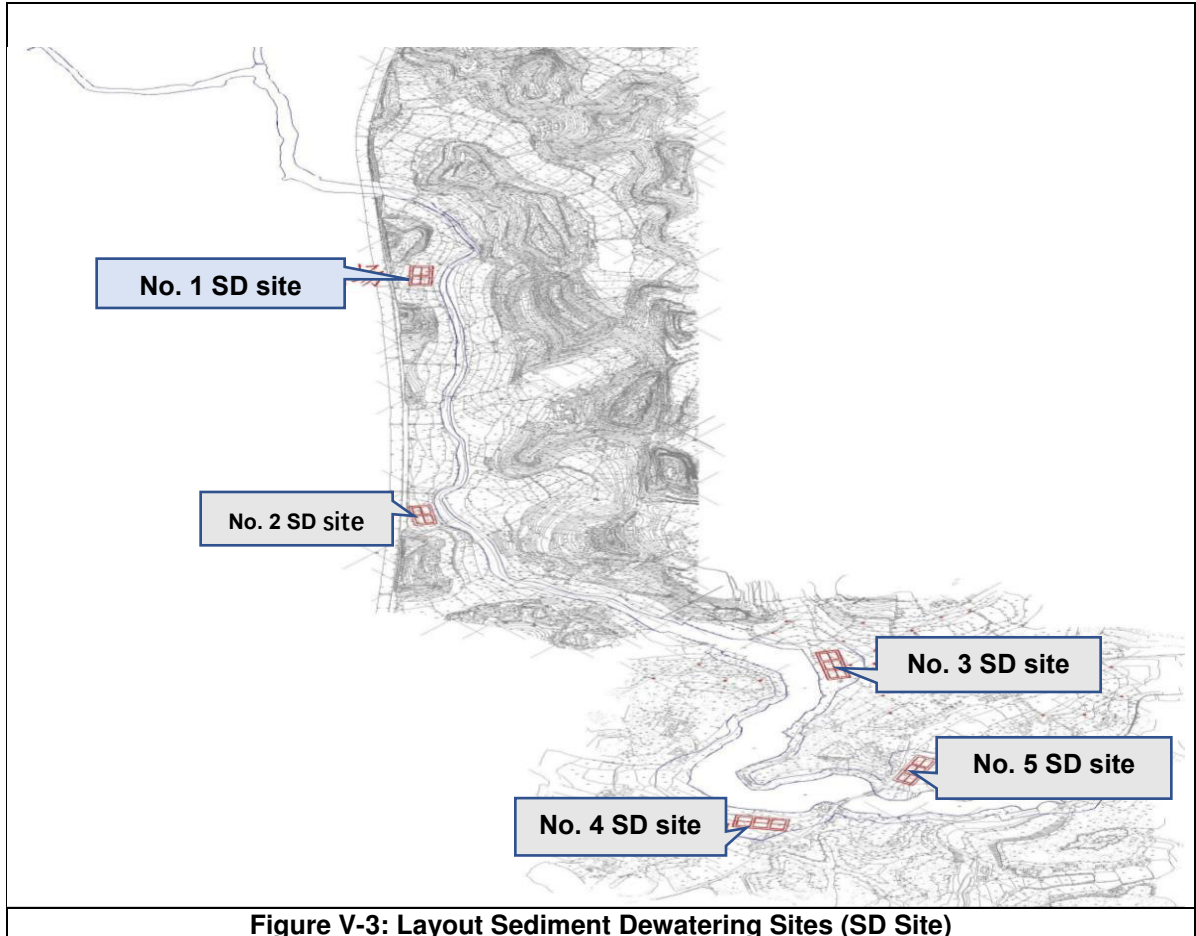 No. 1 SD site
场
No. 2 SD site
No. 3 SD site
No. 5 SD site
No. 4 SD site
Figure V-3: Layout Sediment Dewatering Sites (SD Site)